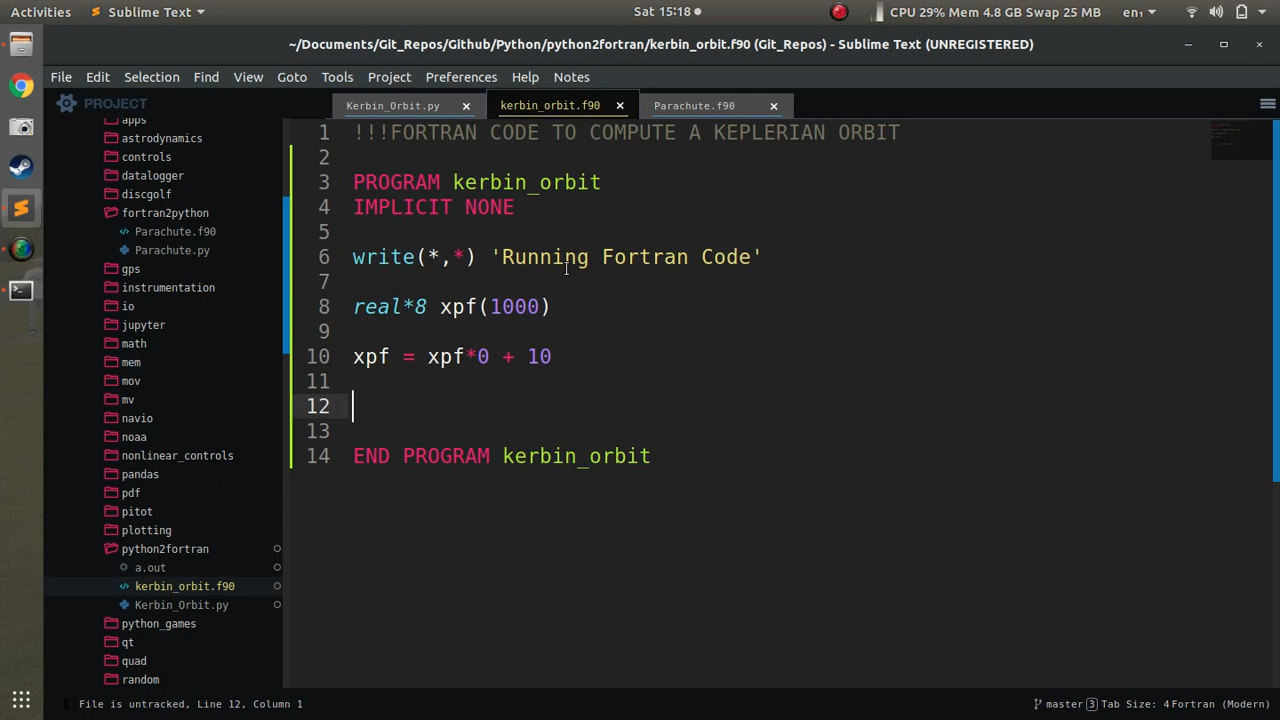 Activities
Sublime Text
Sat 15:18
CPU 29% Mem 4.8 GB Swap 25 MB
en₁
~/Documents/Git_Repos/Github/Python/python2fortran/kerbin_orbit.f90 (Git_Repos) - Sublime Text (UNREGISTERED)
File Edit Selection Find View Goto Tools Project Preferences Help Notes
PROJECT
Kerbin_Orbit.py
kerbin_orbit.f90
Parachute.f90
apps
astrodynamics
controls
datalogger
discgolf
fortran2python
Parachute.f90
Parachute.py
gps
instrumentation
io
jupyter
math
mem
mov
mv
navio
noaa
nonlinear_controls
pandas
pdf
pitot
plotting
python2fortran
a.out
kerbin_orbit.f90
Kerbin_Orbit.py
python_games
qt
quad
random
1 !!!FORTRAN CODE TO COMPUTE A KEPLERIAN ORBIT
2
3 PROGRAM kerbin_orbit
4 IMPLICIT NONE
5
6 write(*,*) 'Running Fortran Code'
7
8 real*8 xpf(1000)
9
10 xpf = xpf*0 + 10
11
12
13
14 END PROGRAM kerbin_orbit
File is untracked, Line 12, Column 1
master 3 Tab Size: 4 Fortran (Modern)